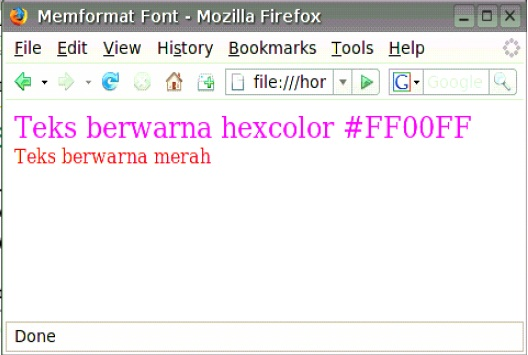 Memformat Font - Mozilla Firefox
File Edit View History Bookmarks Tools Help
file:///hor G Google
Teks berwarna hexcolor #FF00FF
Teks berwarna merah
Done